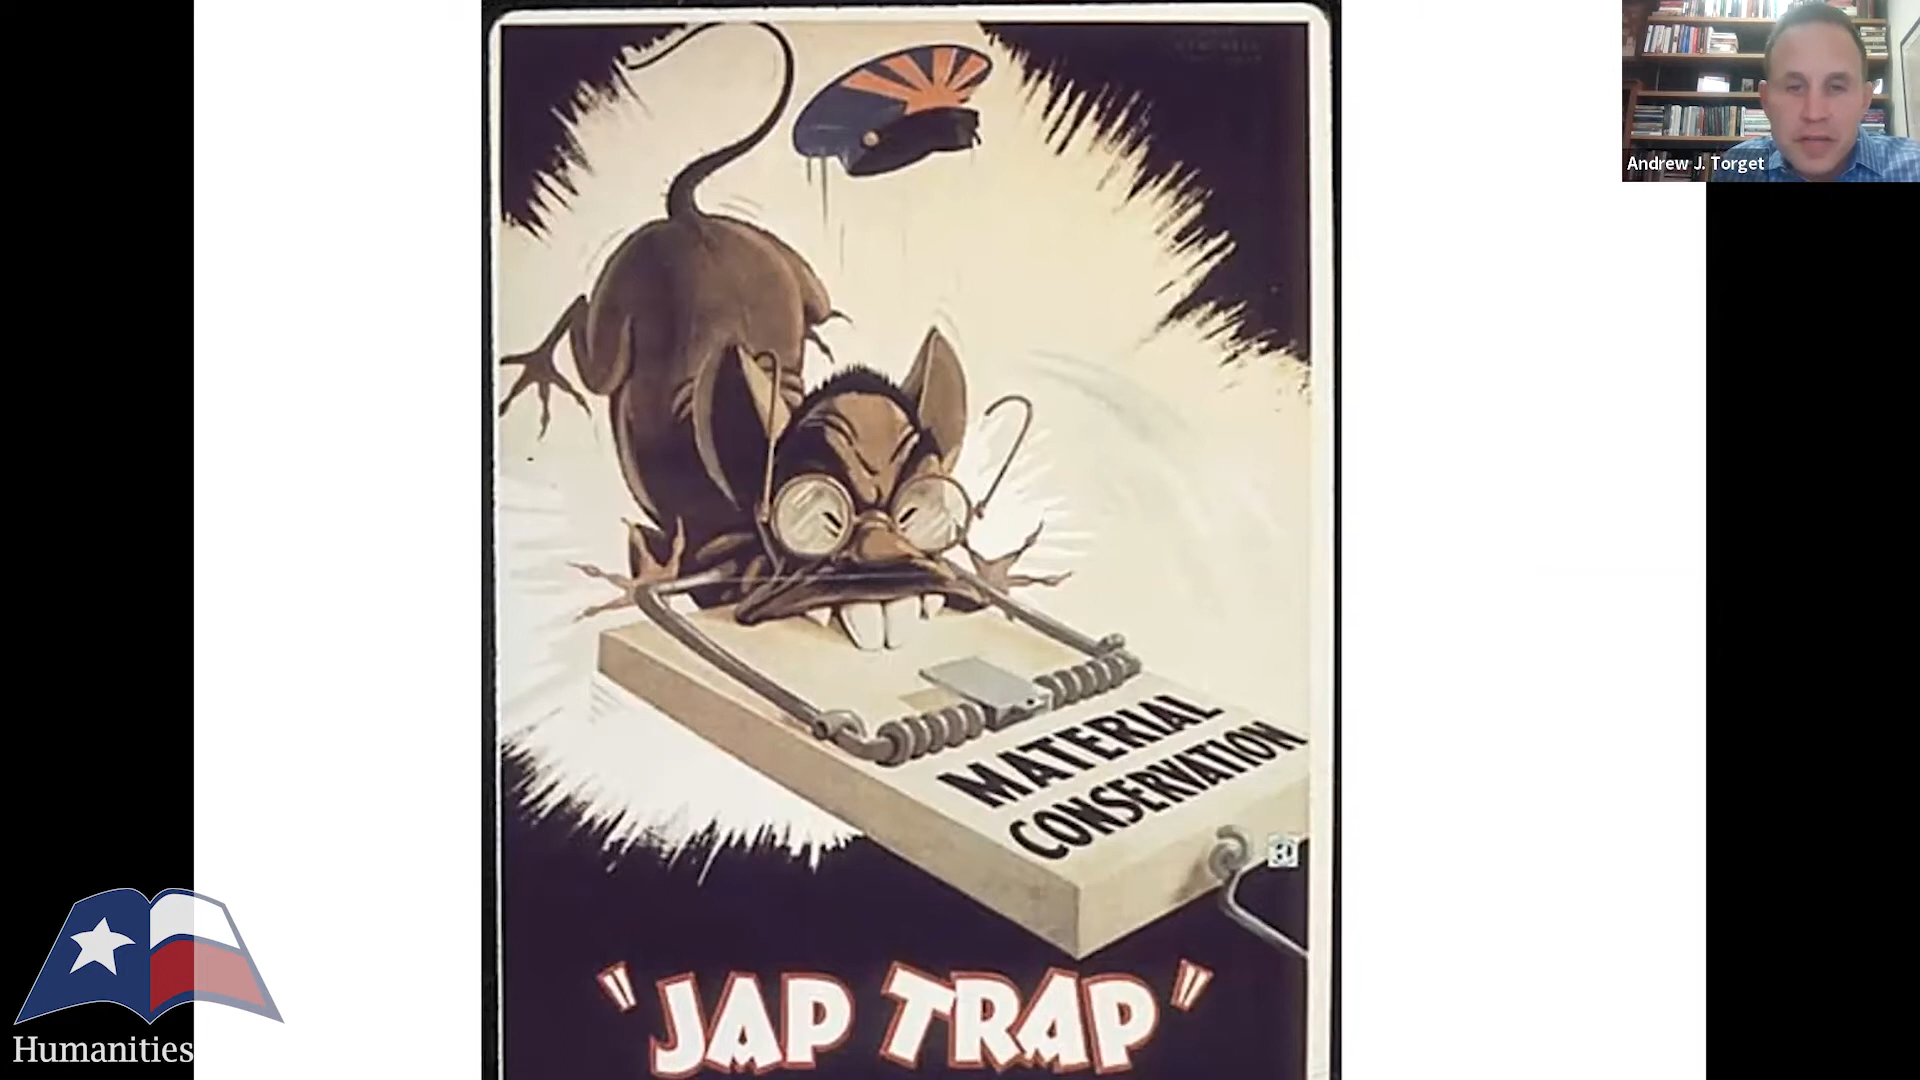 Andrew J. Torget
MATERIAL
CONSERVATION
"JAP TRAP"
Humanities